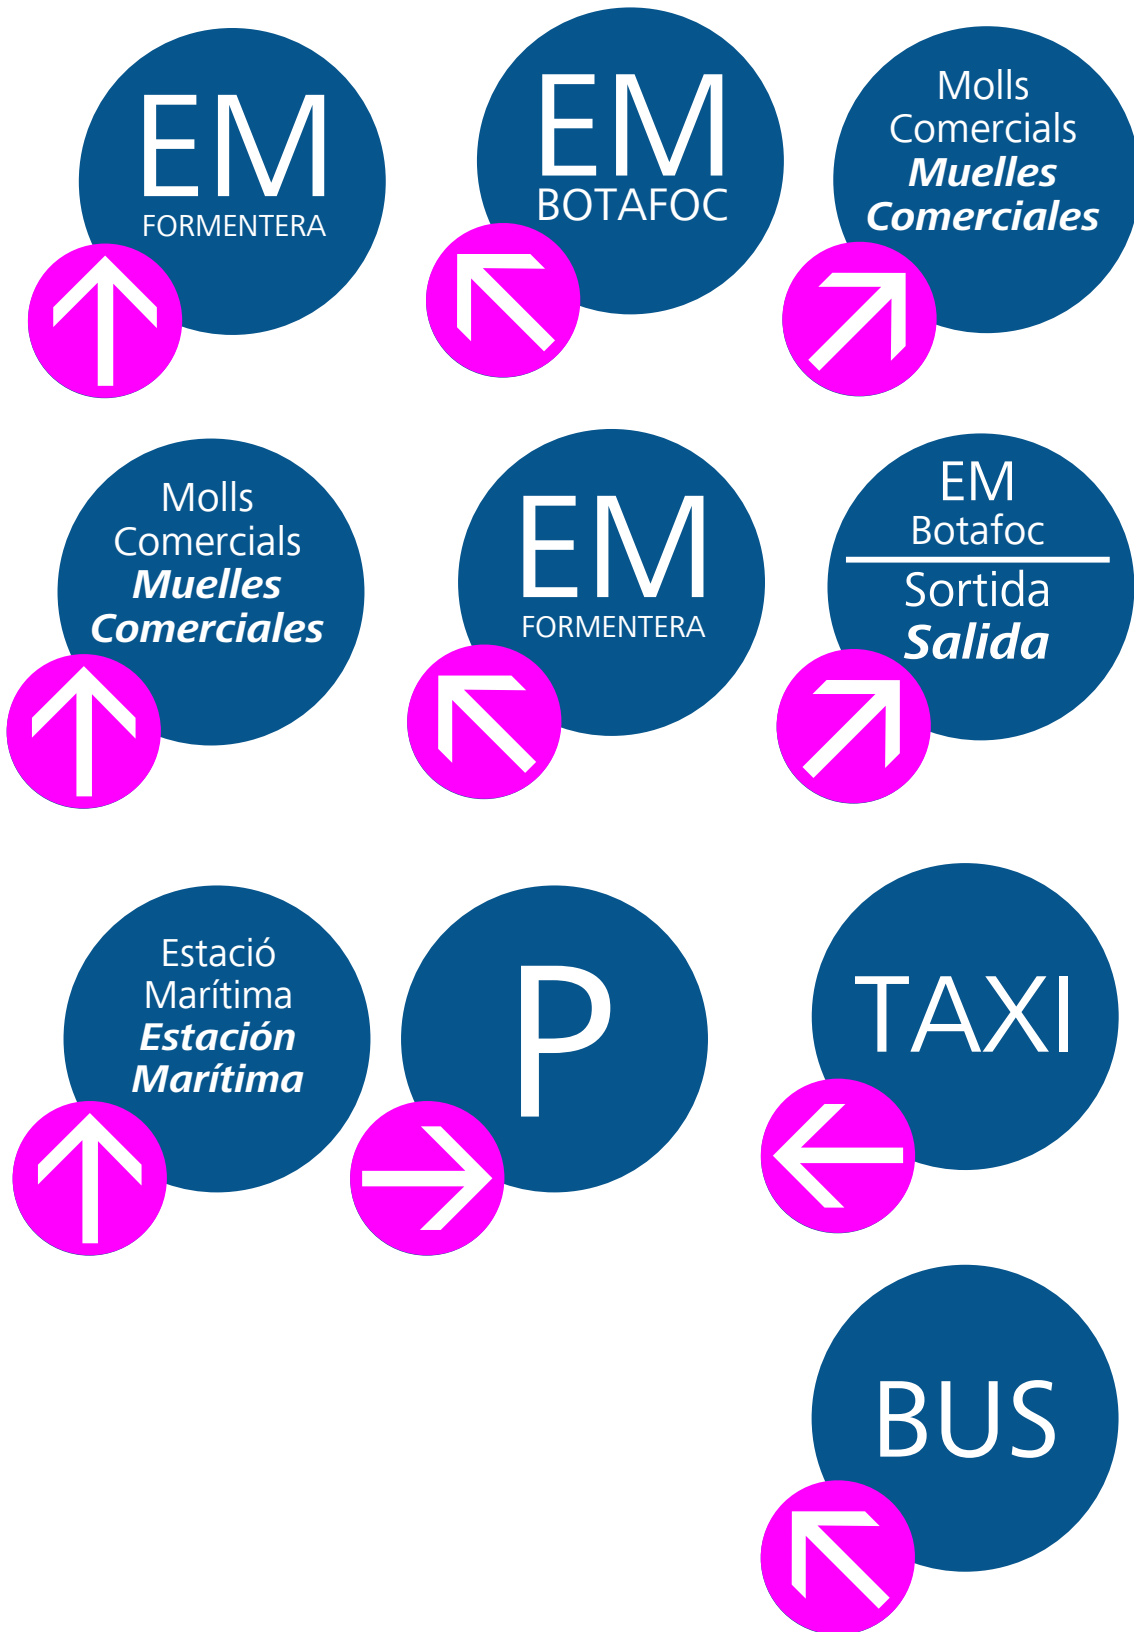 EM
FORMENTERA
EM
BOTAFOC
Molls
Comercials
Muelles
Comerciales
Molls
Comercials
Muelles
Comerciales
EM
FORMENTERA
EM
Botafoc
Sortida
Salida
Estació
Marítima
Estación
Marítima
P
TAXI
BUS